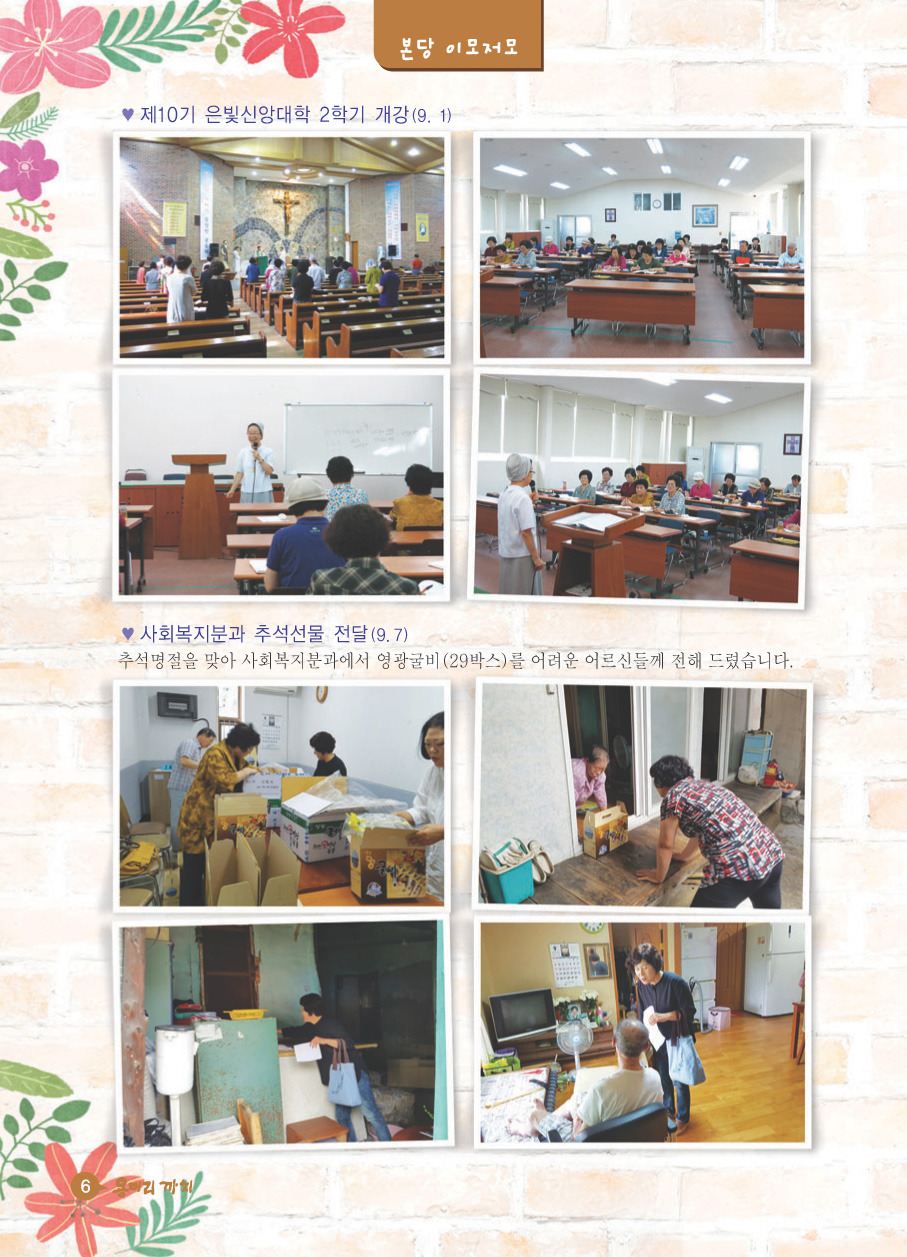 본당 이모저모
♥ 제10기 은빛신앙대학 2학기 개강(9. 1)
♥ 사회복지분과 추석선물 전달(9. 7)
추석명절을 맞아 사회복지분과에서 영광굴비(29박스)를 어려운 어르신들께 전해 드렸습니다.
6